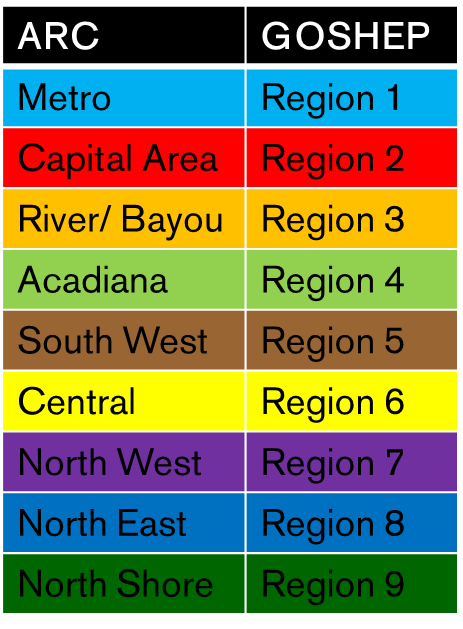 ARC GOSHEP
Metro Region 1
Capital Area Region 2
River/ Bayou Region 3
Acadiana Region 4
South West Region 5
Central Region 6
North West Region 7
North East Region 8
North Shore Region 9